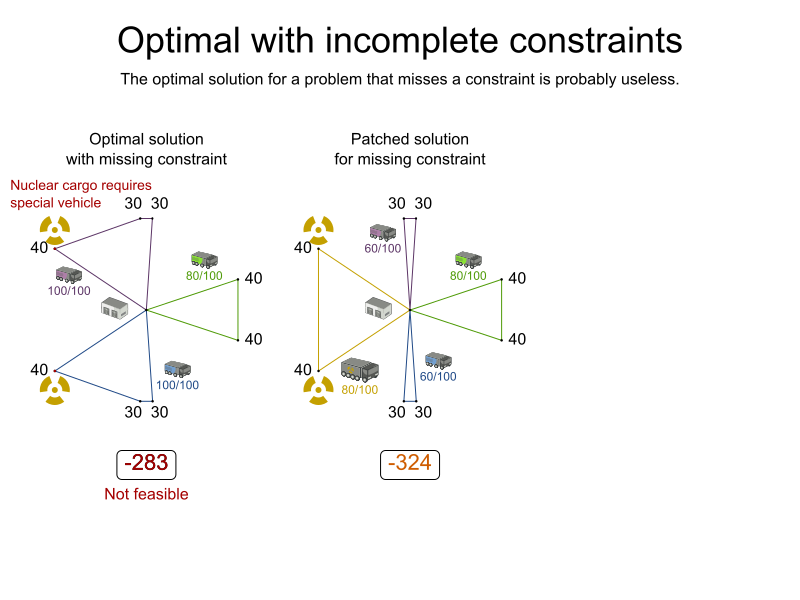 Optimal with incomplete constraints
The optimal solution for a problem that misses a constraint is probably useless.
Optimal solution
with missing constraint
Nuclear cargo requires
special vehicle
30 30
40
100/100
80/100
40
40
40
100/100
30 30
-283
Not feasible
Patched solution
for missing constraint
30 30
40
60/100
80/100
40
40
40
80/100
60/100
30 30
-324